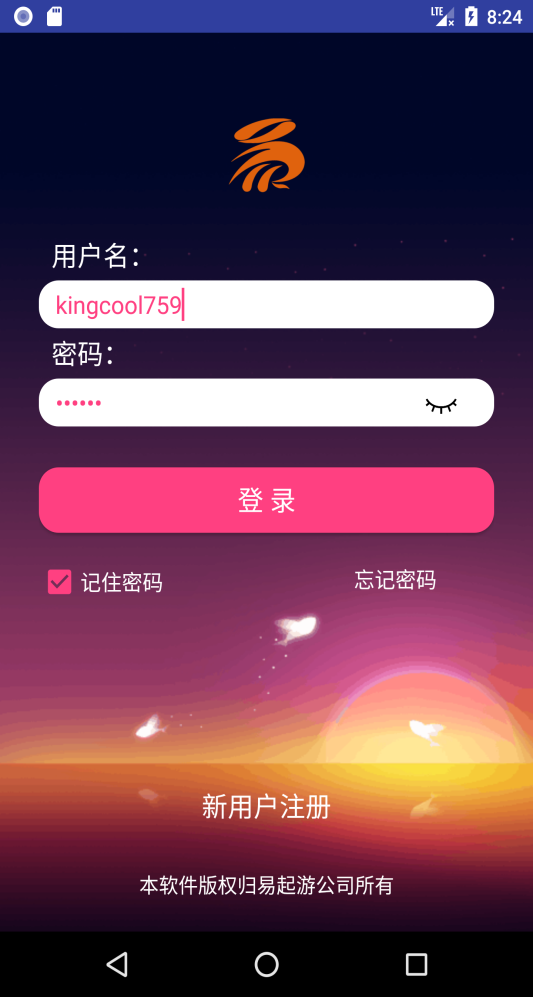 LTE 8:24
用户名：
kingcool759
密码：
••••••
登 录
记住密码 忘记密码
新用户注册
本软件版权归易起游公司所有